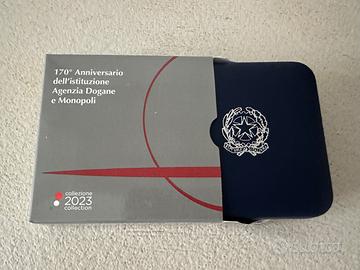 170° Anniversario
dell'istituzione
Agenzia Dogane
e Monopoli
collezione
2023
collection